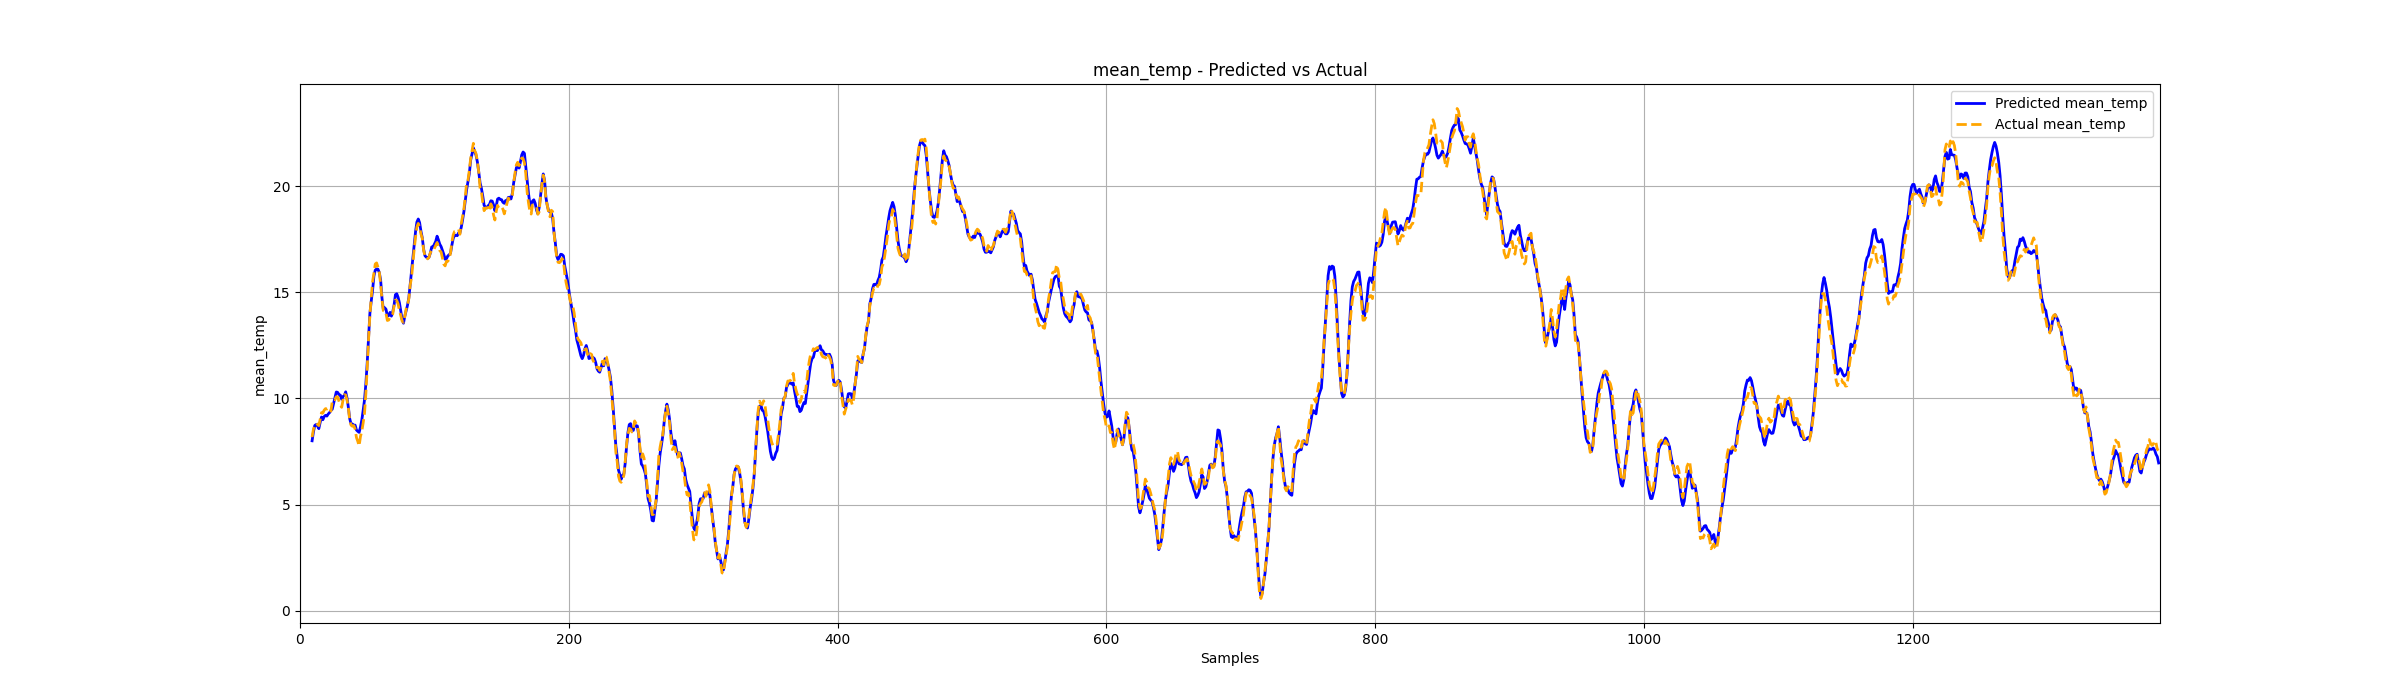 mean_temp - Predicted vs Actual
Predicted mean_temp
Actual mean_temp
mean_temp
20
15
10
5
0
0 200 400 600 800 1000 1200
Samples